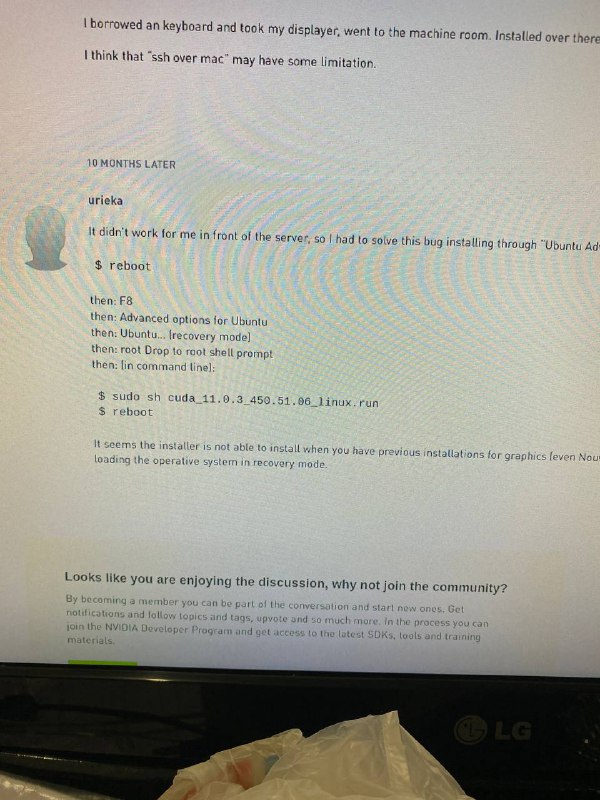 I borrowed an keyboard and took my displayer, went to the machine room. Installed over there
I think that "ssh over mac" may have some limitation.
10 MONTHS LATER
urieka
It didn't work for me in front of the server, so I had to solve this bug installing through "Ubuntu Adv
$ reboot
then: F8
then: Advanced options for Ubuntu
then: Ubuntu... [recovery mode]
then: root Drop to root shell prompt
then: [in command line]:
$ sudo sh cuda_11.0.3_450.51.06_linux.run
$ reboot
It seems the installer is not able to install when you have previous installations for graphics (even Nou
loading the operative system in recovery mode.
Looks like you are enjoying the discussion, why not join the community?
By becoming a member you can be part of the conversation and start new ones. Get
notifications and follow topics and tags, upvote and so much more. In the process you can
join the NVIDIA Developer Program and get access to the latest SDKs, tools and training
materials.
LG